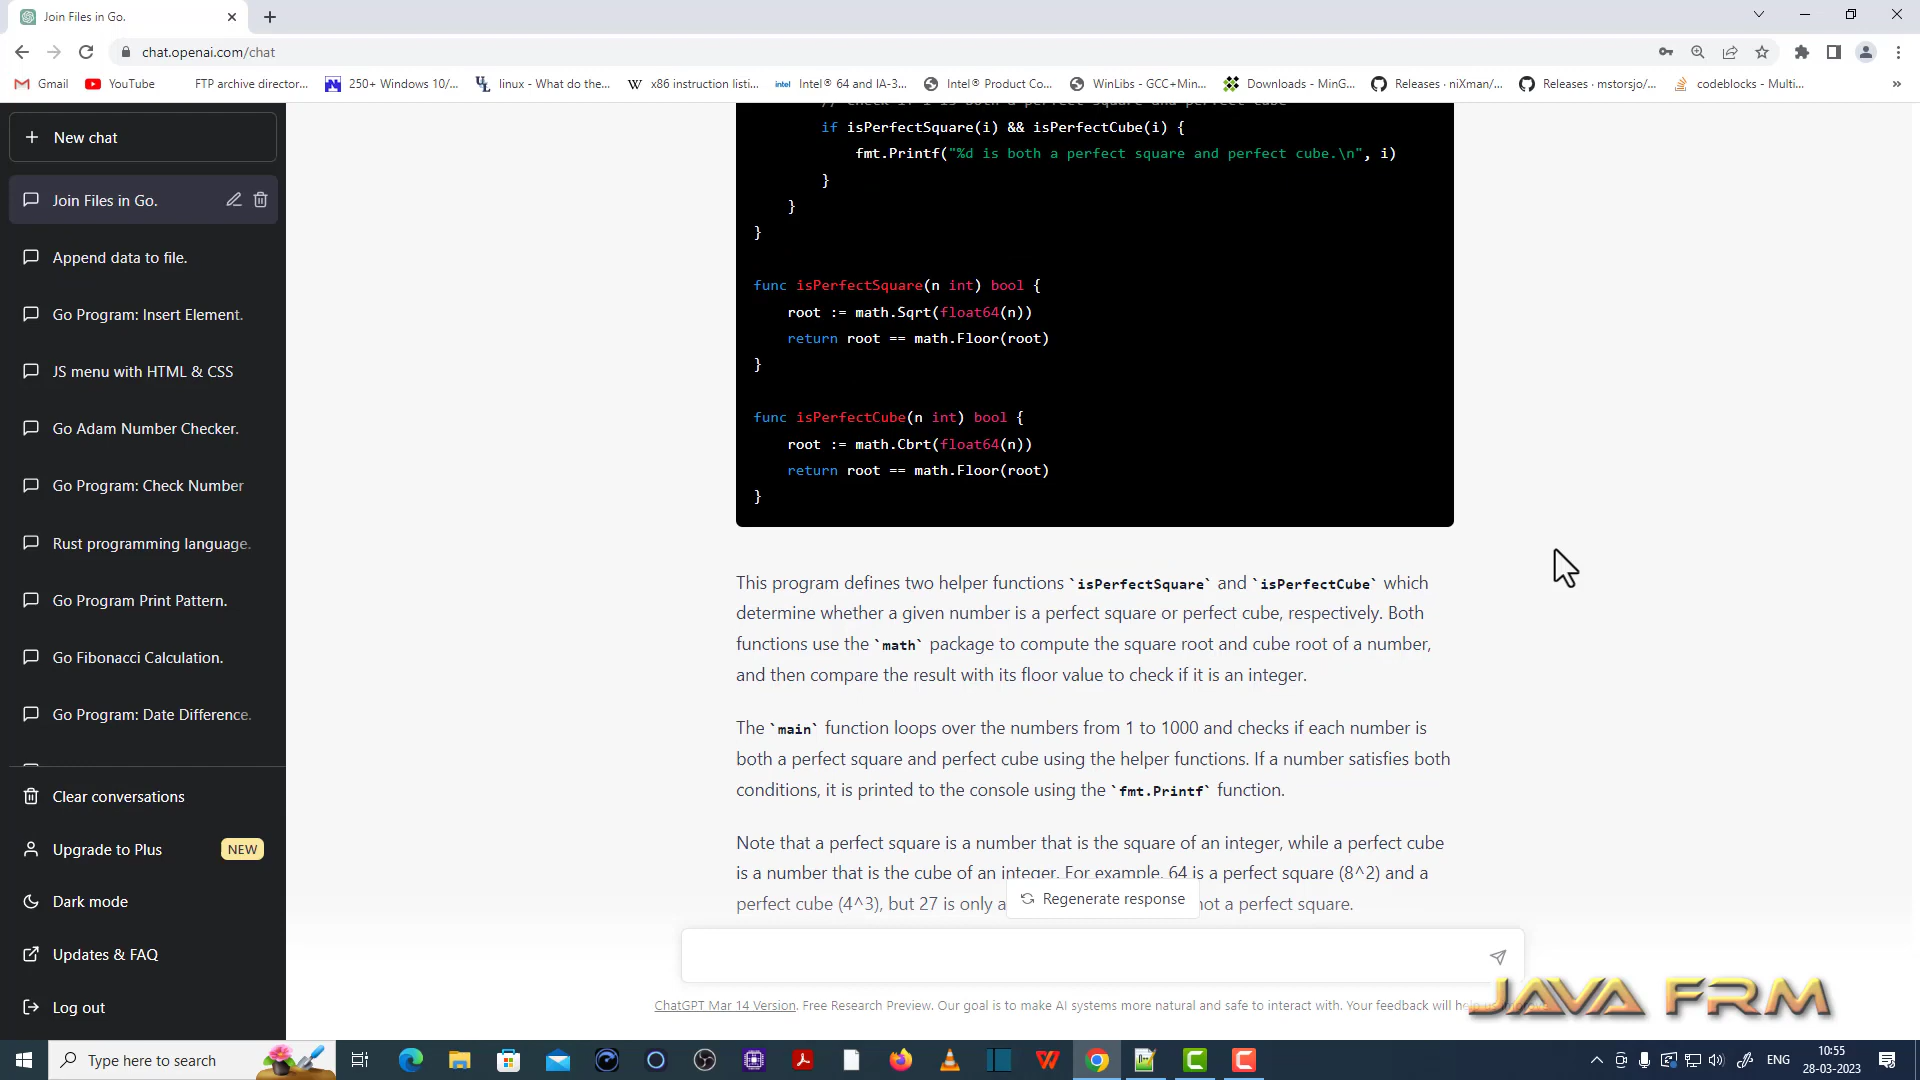 Join Files in Go.
chat.openai.com/chat
Gmail
YouTube
FTP archive director...
250+ Windows 10/...
linux - What do the...
x86 instruction listi...
Intel® 64 and IA-3...
Intel® Product Co...
WinLibs - GCC+Min...
Downloads - MinG...
Releases · niXman/...
Releases · mstorsjo/...
codeblocks - Multi...
»
New chat
Join Files in Go.
Append data to file.
Go Program: Insert Element.
JS menu with HTML & CSS
Go Adam Number Checker.
Go Program: Check Number
Rust programming language.
Go Program Print Pattern.
Go Fibonacci Calculation.
Go Program: Date Difference.
Clear conversations
Upgrade to Plus NEW
Dark mode
Updates & FAQ
Log out
// Check if i is both a perfect square and perfect cube
if isPerfectSquare(i) && isPerfectCube(i) {
fmt.Printf("%d is both a perfect square and perfect cube.\n", i)
}
}
}
func isPerfectSquare(n int) bool {
root := math.Sqrt(float64(n))
return root == math.Floor(root)
}
func isPerfectCube(n int) bool {
root := math.Cbrt(float64(n))
return root == math.Floor(root)
}
This program defines two helper functions `isPerfectSquare` and `isPerfectCube` which
determine whether a given number is a perfect square or perfect cube, respectively. Both
functions use the `math` package to compute the square root and cube root of a number,
and then compare the result with its floor value to check if it is an integer.
The `main` function loops over the numbers from 1 to 1000 and checks if each number is
both a perfect square and perfect cube using the helper functions. If a number satisfies both
conditions, it is printed to the console using the `fmt.Printf` function.
Note that a perfect square is a number that is the square of an integer, while a perfect cube
is a number that is the cube of an integer. For example, 64 is a perfect square (8^2) and a
perfect cube (4^3), but 27 is only a not a perfect square.
Regenerate response
ChatGPT Mar 14 Version. Free Research Preview. Our goal is to make AI systems more natural and safe to interact with. Your feedback will help us
JAVA FRM
Type here to search
ENG
10:55
28-03-2023